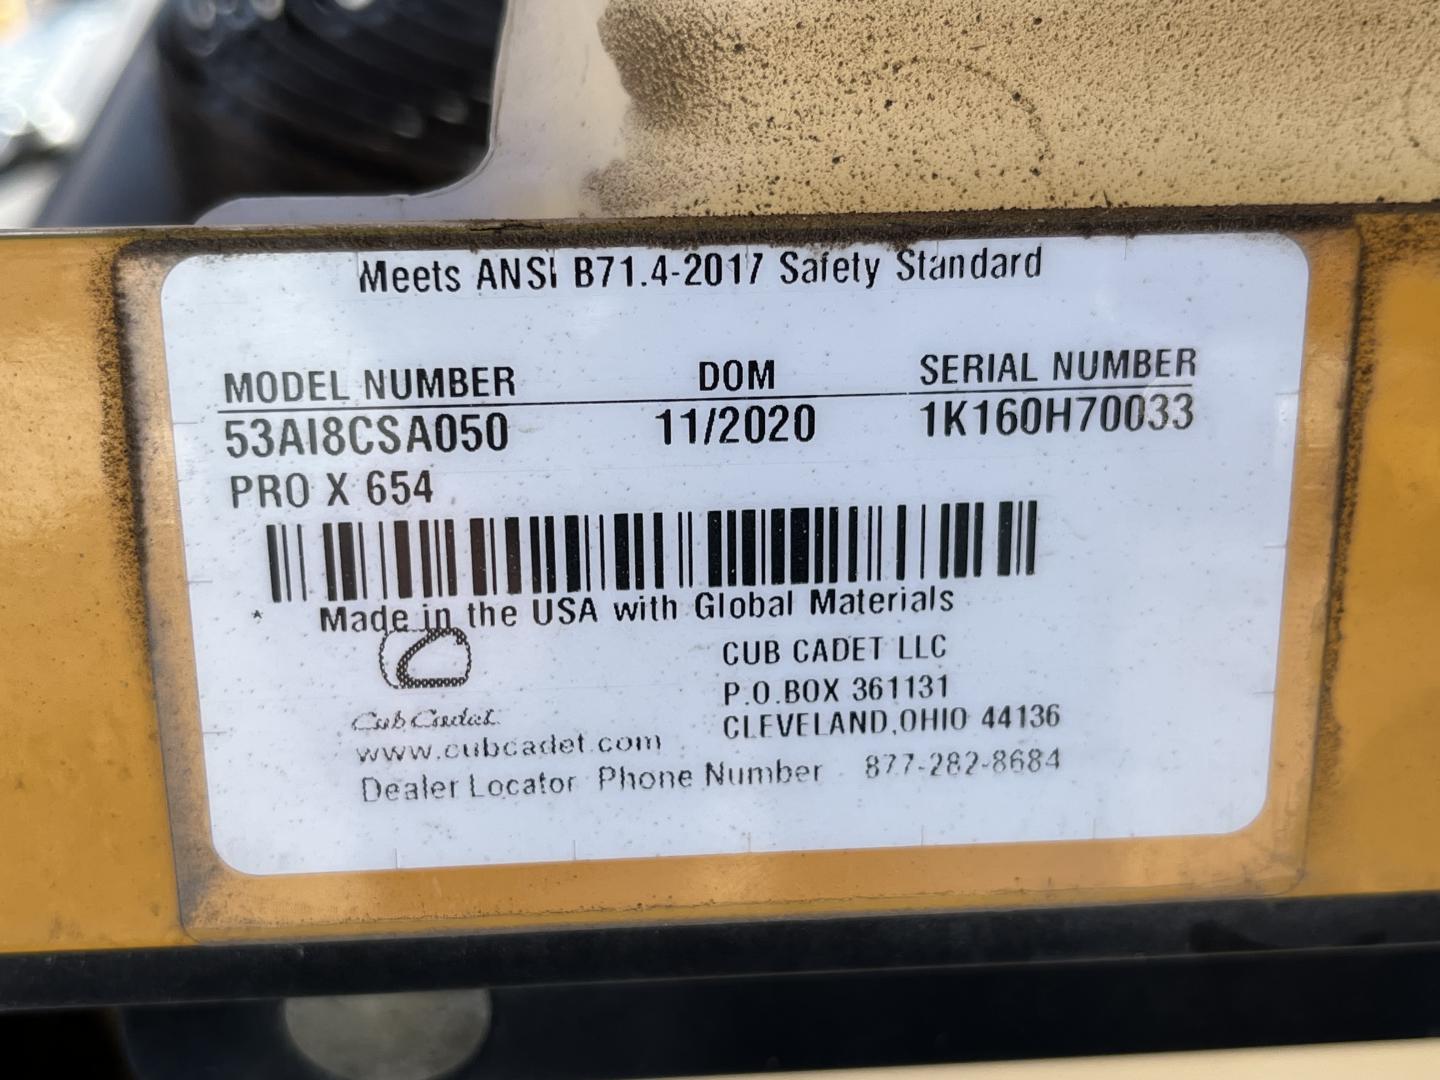 Meets ANSI B71.4-2017 Safety Standard
MODEL NUMBER DOM SERIAL NUMBER
53AI8CSA050 11/2020 1K160H70033
PRO X 654
* Made in the USA with Global Materials
CUB CADET LLC
P.O.BOX 361131
CLEVELAND,OHIO 44136
Cub Cadet
www.cubcadet.com
Dealer Locator Phone Number 877-282-8684